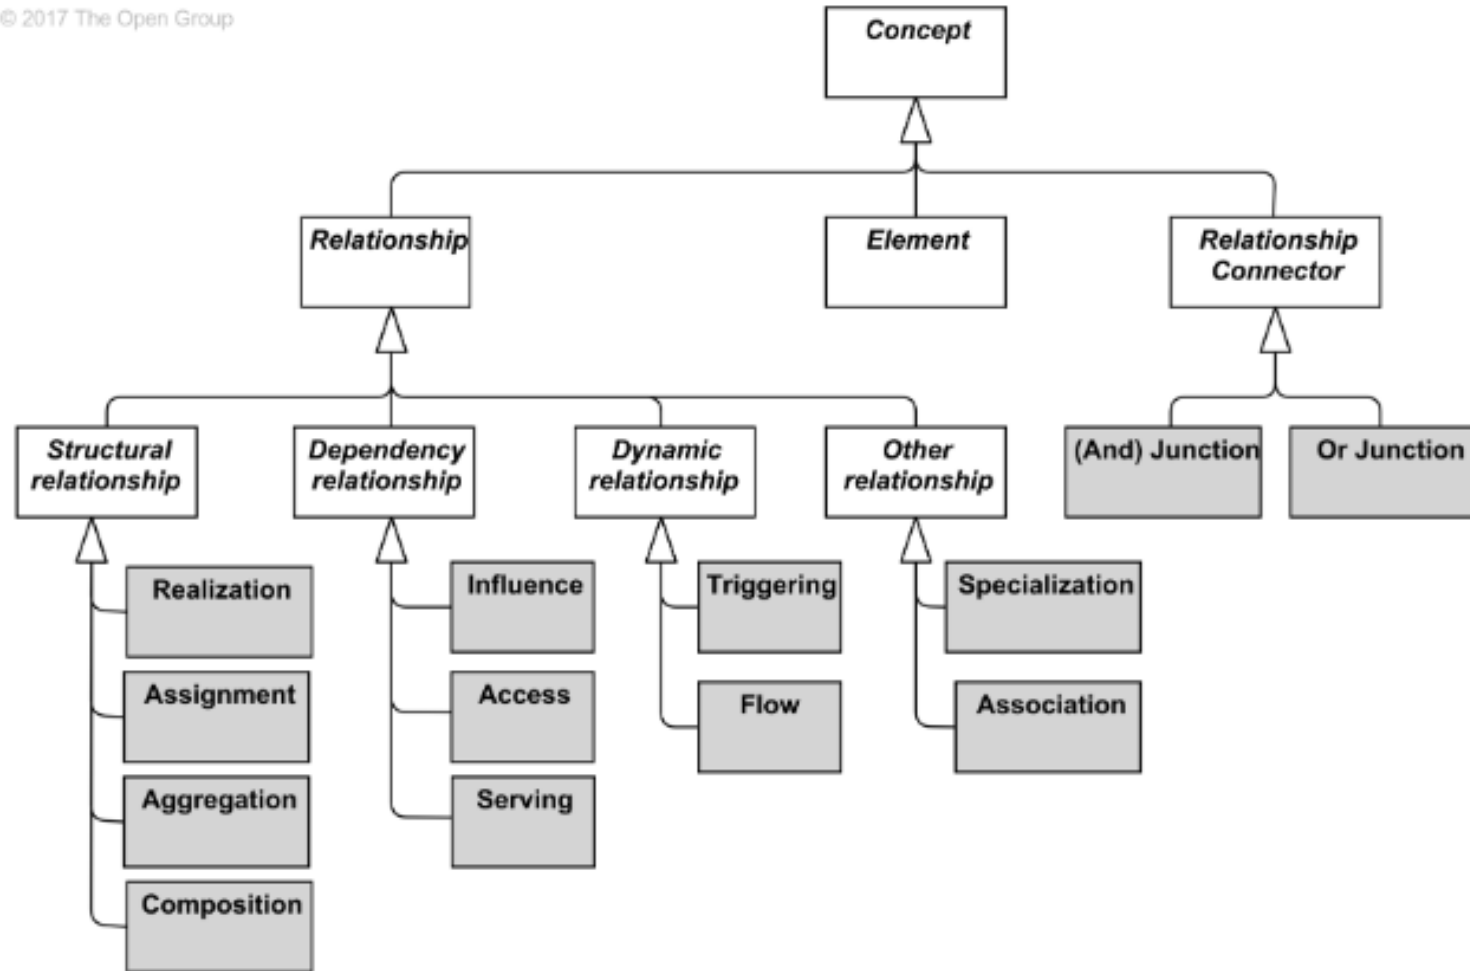 © 2017 The Open Group
Concept
Relationship
Element
Relationship
Connector
Structural
relationship
Dependency
relationship
Dynamic
relationship
Other
relationship
(And) Junction
Or Junction
Realization
Assignment
Aggregation
Composition
Influence
Access
Serving
Triggering
Flow
Specialization
Association